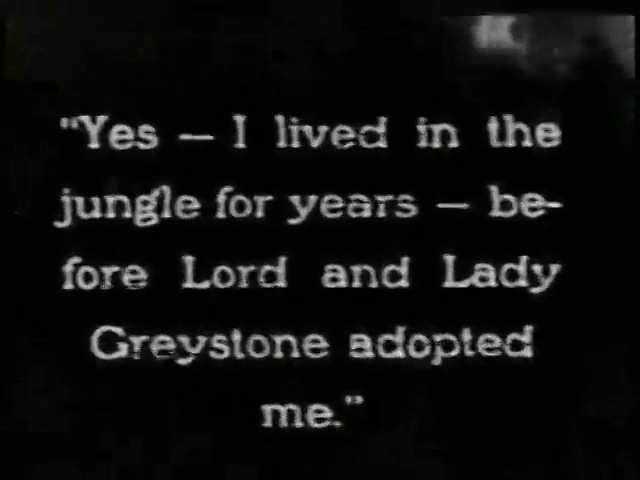 "Yes — I lived in the
jungle for years — be-
fore Lord and Lady
Greystone adopted
me."